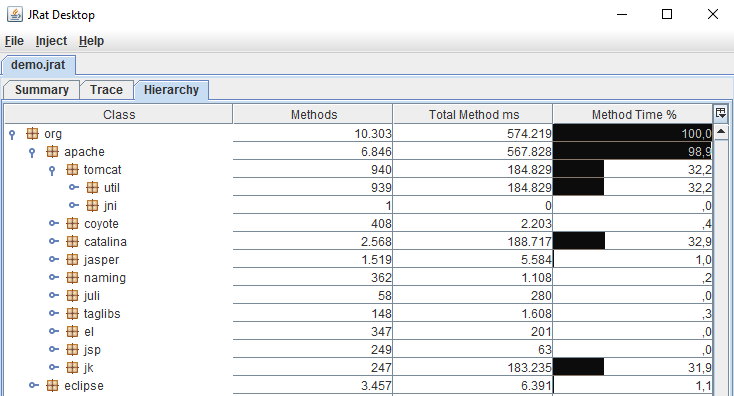 JRat Desktop
File Inject Help
demo.jrat
Summary Trace Hierarchy
Class Methods Total Method ms Method Time %
org 10.303 574.219 100,0
apache 6.846 567.828 98,9
tomcat 940 184.829 32,2
util 939 184.829 32,2
jni 1 0 ,0
coyote 408 2.203 ,4
catalina 2.568 188.717 32,9
jasper 1.519 5.584 1,0
naming 362 1.108 ,2
juli 58 280 ,0
taglibs 148 1.608 ,3
el 347 201 ,0
jsp 249 63 ,0
jk 247 183.235 31,9
eclipse 3.457 6.391 1,1